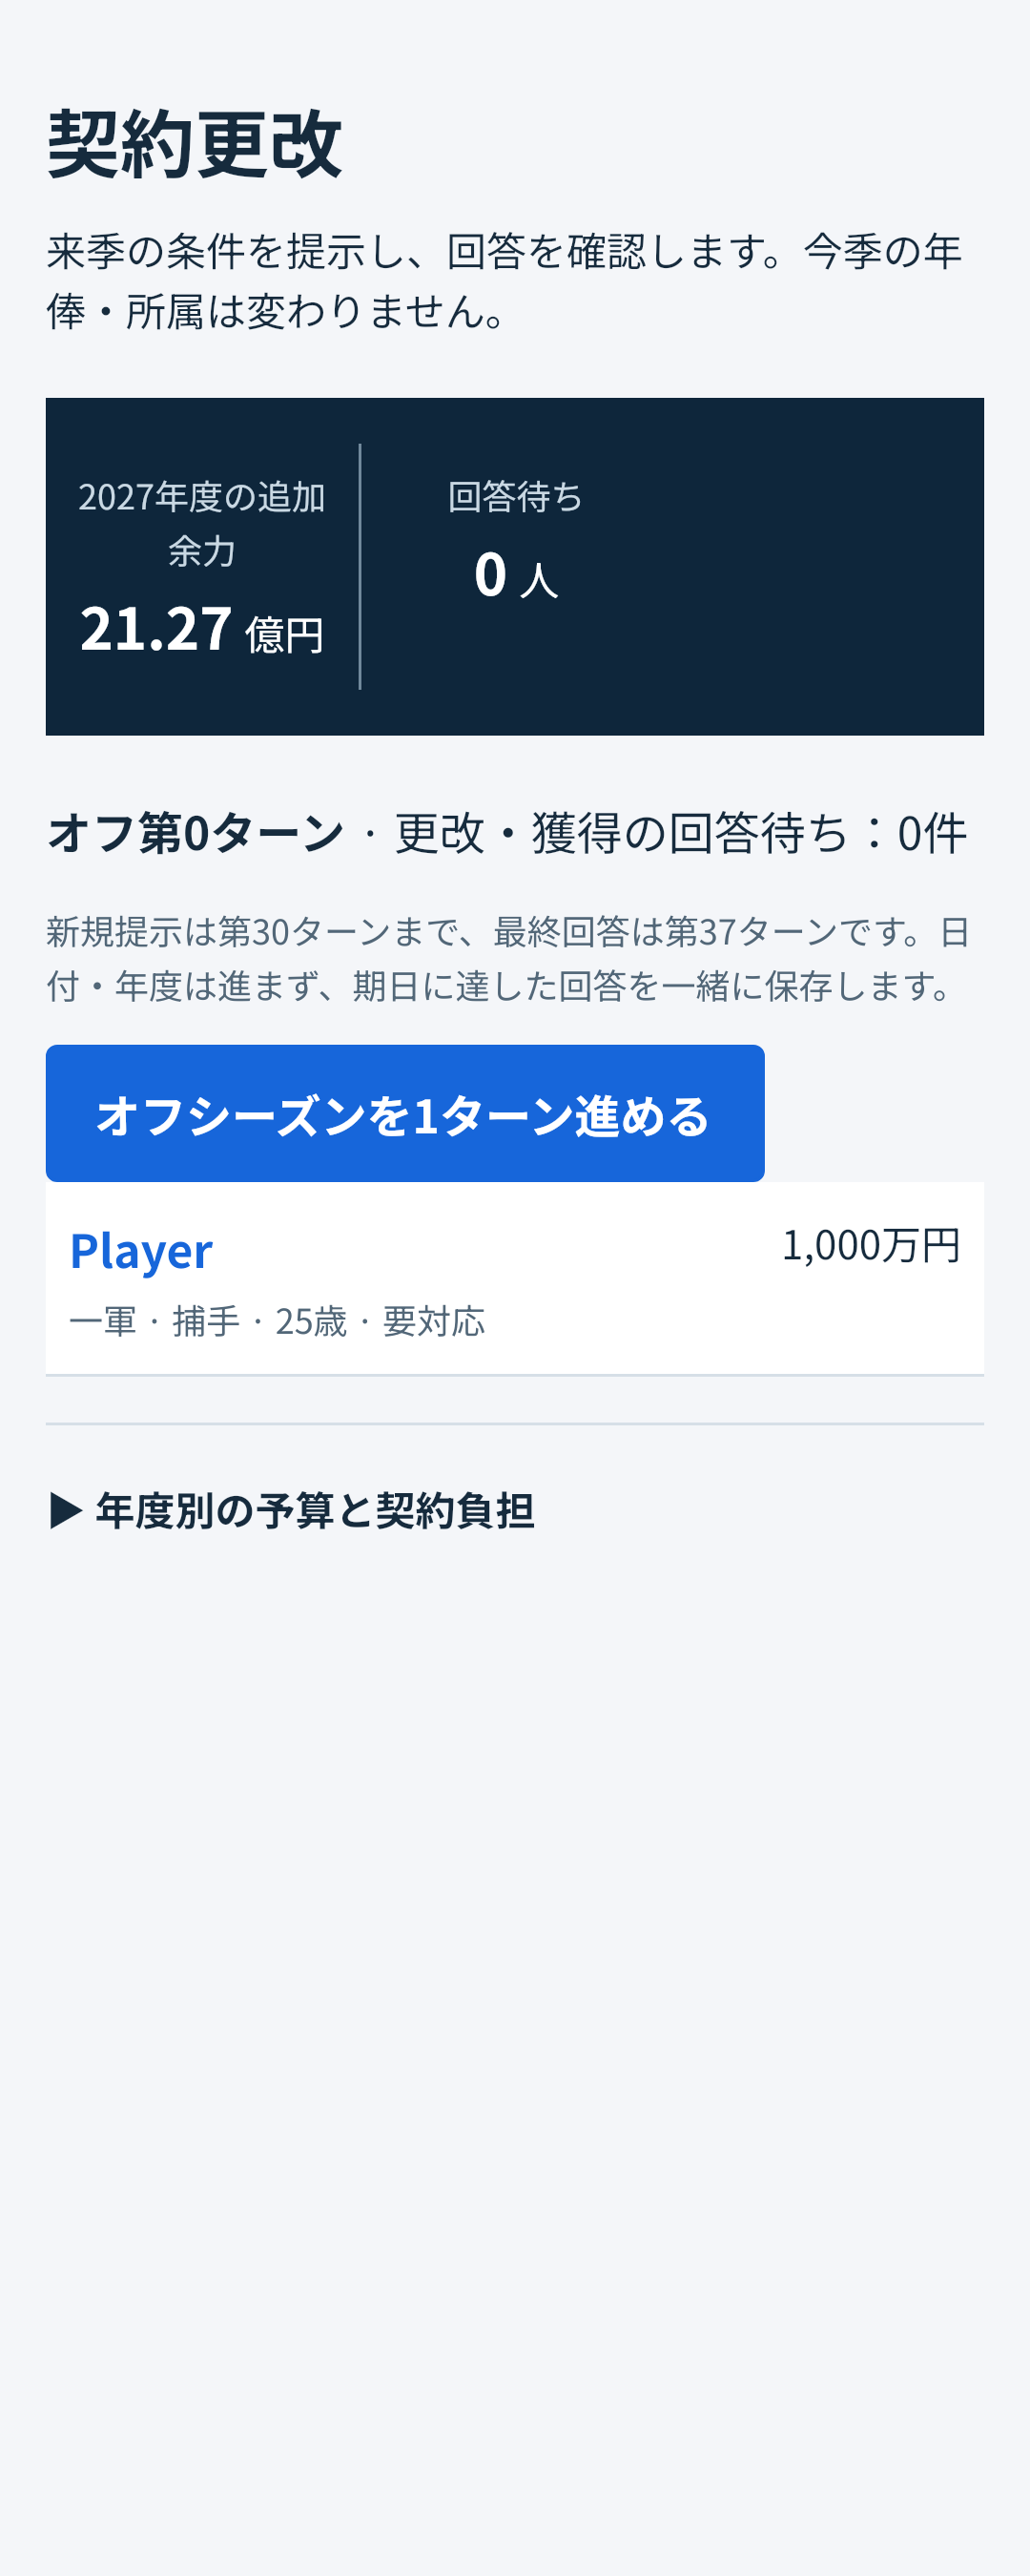 契約更改
来季の条件を提示し、回答を確認します。今季の年
俸・所属は変わりません。
2027年度の追加
余力
21.27 億円
回答待ち
0 人
オフ第0ターン · 更改・獲得の回答待ち：0件
新規提示は第30ターンまで、最終回答は第37ターンです。日
付・年度は進まず、期日に達した回答を一緒に保存します。
オフシーズンを1ターン進める
Player
1,000万円
一軍 · 捕手 · 25歳 · 要対応
▶ 年度別の予算と契約負担